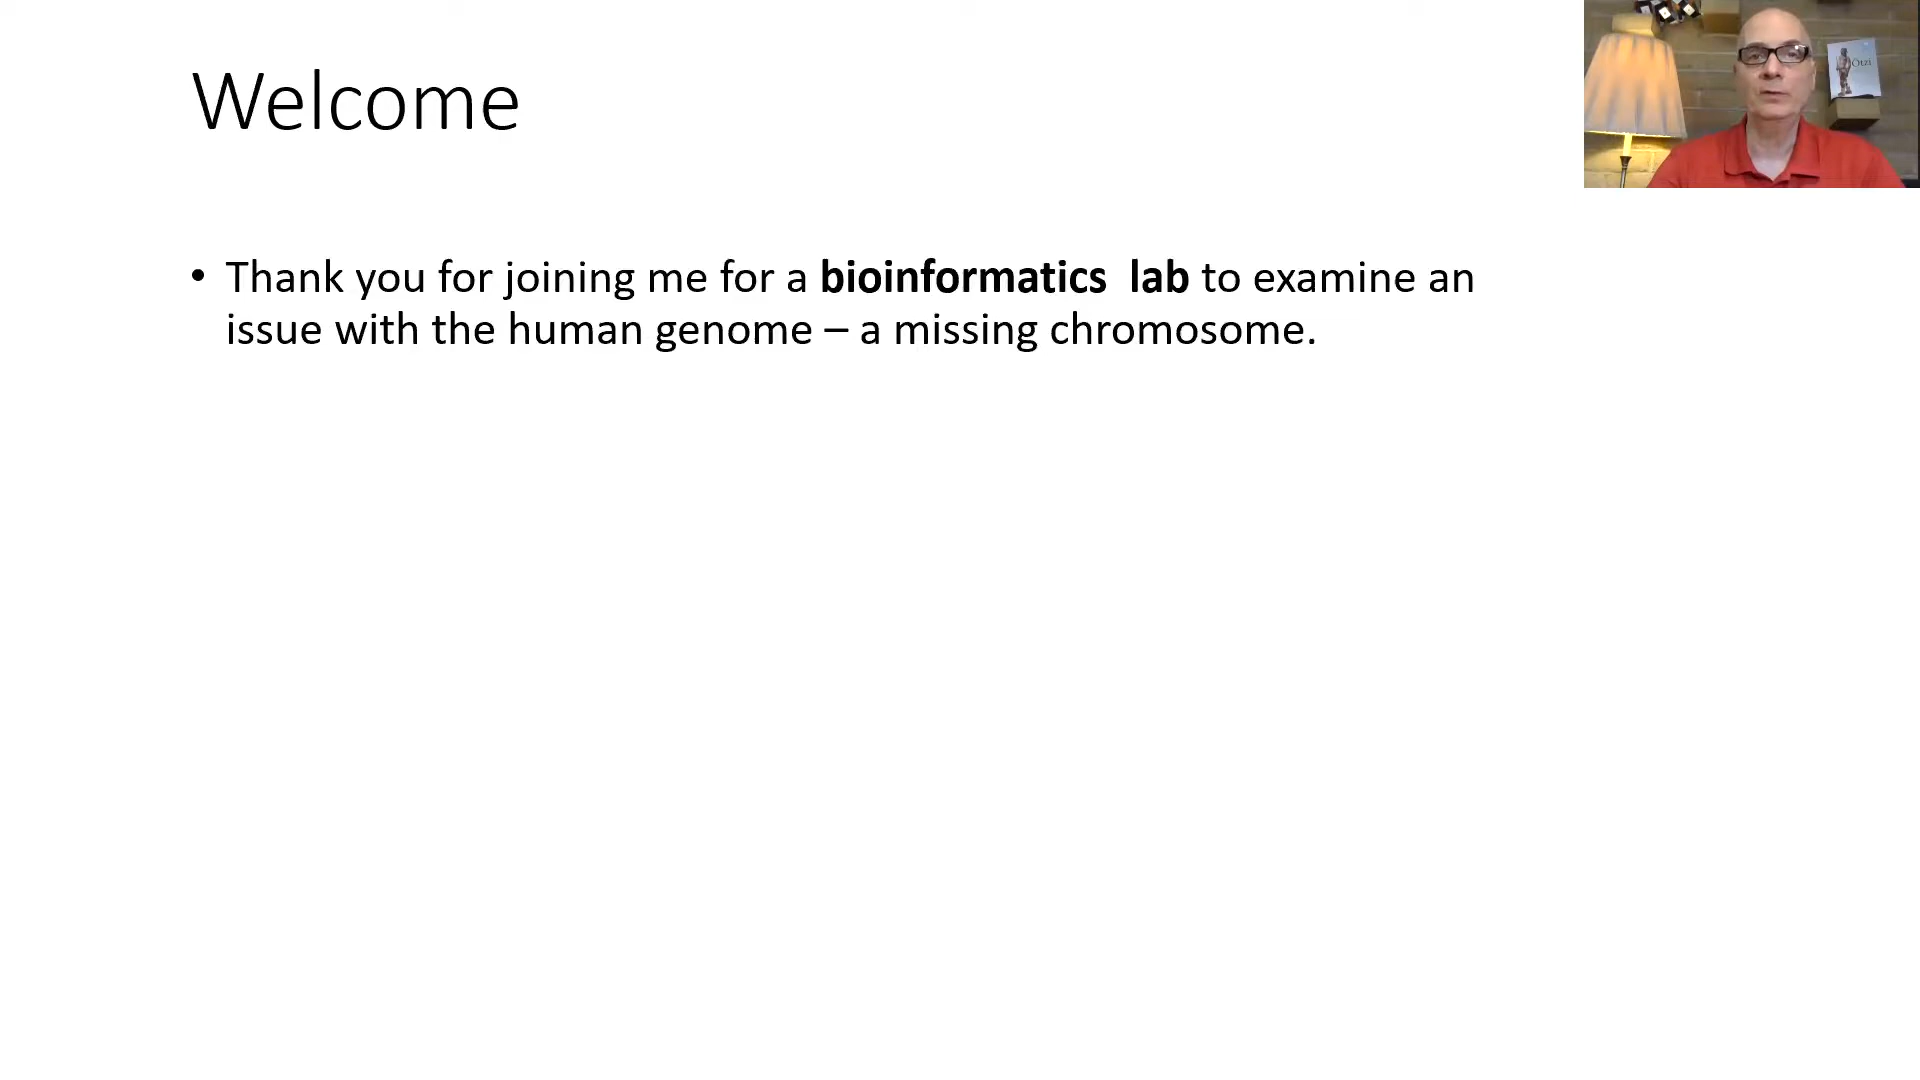 Welcome
• Thank you for joining me for a bioinformatics  lab to examine an
issue with the human genome – a missing chromosome.
Ötzi